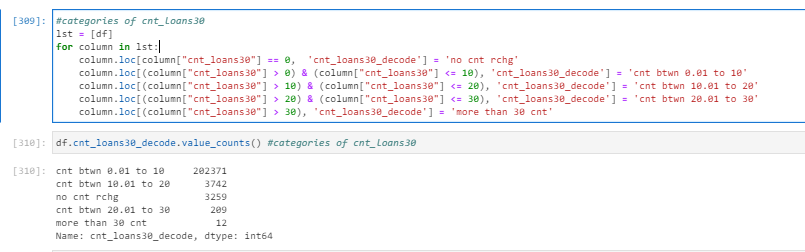 [309]: #categories of cnt_loans30
lst = [df]
for column in lst:
    column.loc[column["cnt_loans30"] == 0,  'cnt_loans30_decode'] = 'no cnt rchg'
    column.loc[(column["cnt_loans30"] > 0) & (column["cnt_loans30"] <= 10), 'cnt_loans30_decode'] = 'cnt btwn 0.01 to 10'
    column.loc[(column["cnt_loans30"] > 10) & (column["cnt_loans30"] <= 20), 'cnt_loans30_decode'] = 'cnt btwn 10.01 to 20'
    column.loc[(column["cnt_loans30"] > 20) & (column["cnt_loans30"] <= 30), 'cnt_loans30_decode'] = 'cnt btwn 20.01 to 30'
    column.loc[(column["cnt_loans30"] > 30), 'cnt_loans30_decode'] = 'more than 30 cnt'
[310]: df.cnt_loans30_decode.value_counts() #categories of cnt_loans30
[310]: cnt btwn 0.01 to 10     202371
cnt btwn 10.01 to 20      3742
no cnt rchg               3259
cnt btwn 20.01 to 30       209
more than 30 cnt            12
Name: cnt_loans30_decode, dtype: int64